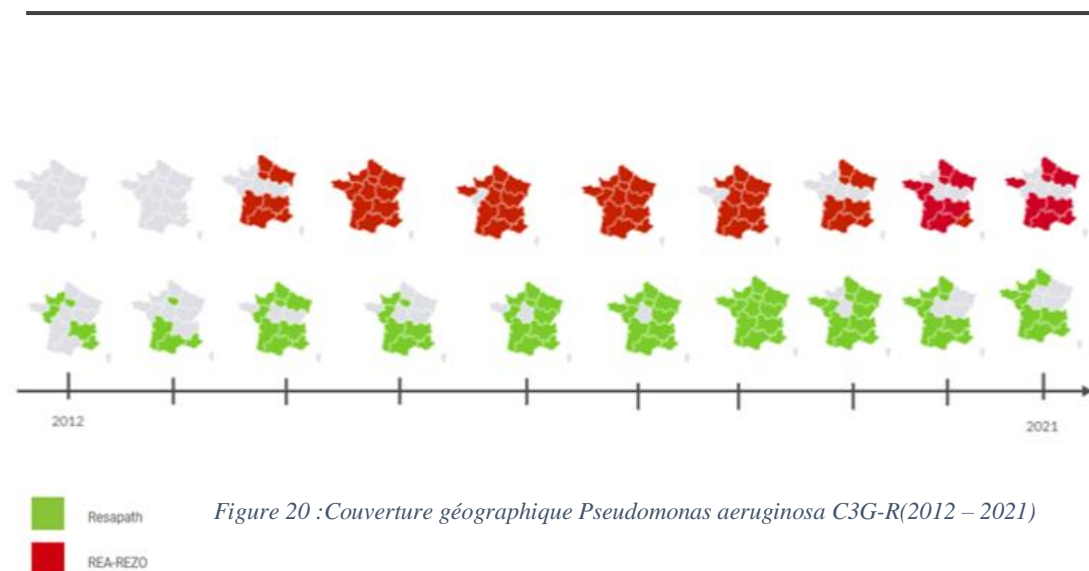 2012
2021
Resapath
Figure 20 :Couverture géographique Pseudomonas aeruginosa C3G-R(2012 – 2021)
REA-REZO